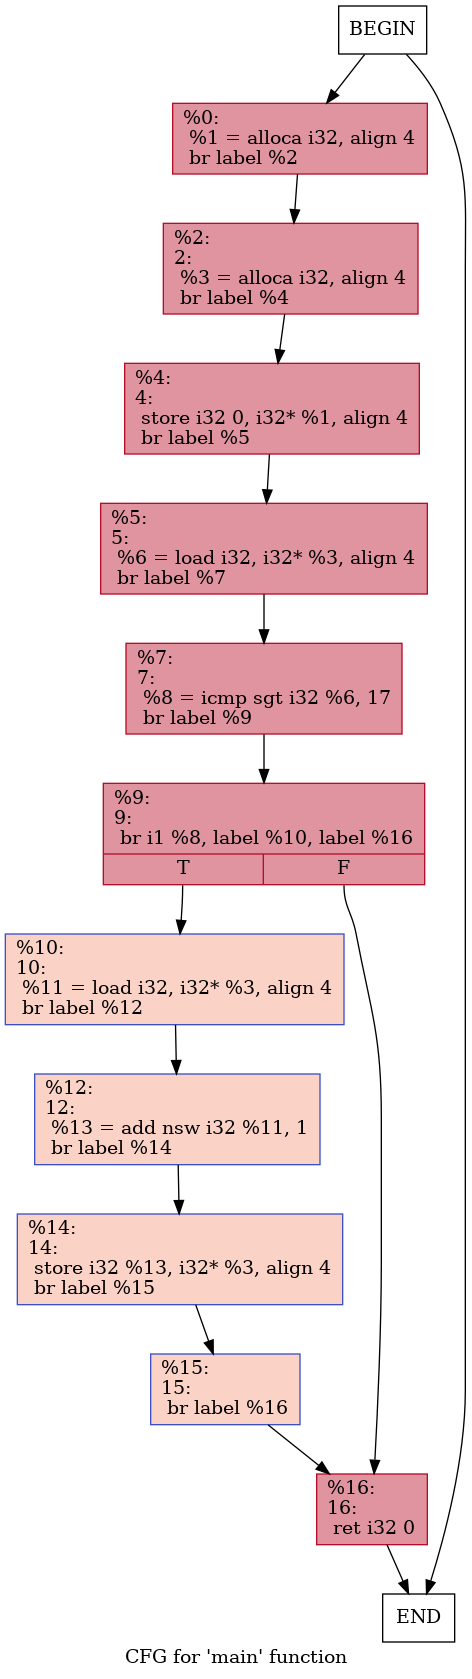 BEGIN
%0:
%1 = alloca i32, align 4
br label %2
%2:
2:
%3 = alloca i32, align 4
br label %4
%4:
4:
store i32 0, i32* %1, align 4
br label %5
%5:
5:
%6 = load i32, i32* %3, align 4
br label %7
%7:
7:
%8 = icmp sgt i32 %6, 17
br label %9
%9:
9:
br i1 %8, label %10, label %16
T F
%10:
10:
%11 = load i32, i32* %3, align 4
br label %12
%12:
12:
%13 = add nsw i32 %11, 1
br label %14
%14:
14:
store i32 %13, i32* %3, align 4
br label %15
%15:
15:
br label %16
%16:
16:
ret i32 0
END
CFG for 'main' function